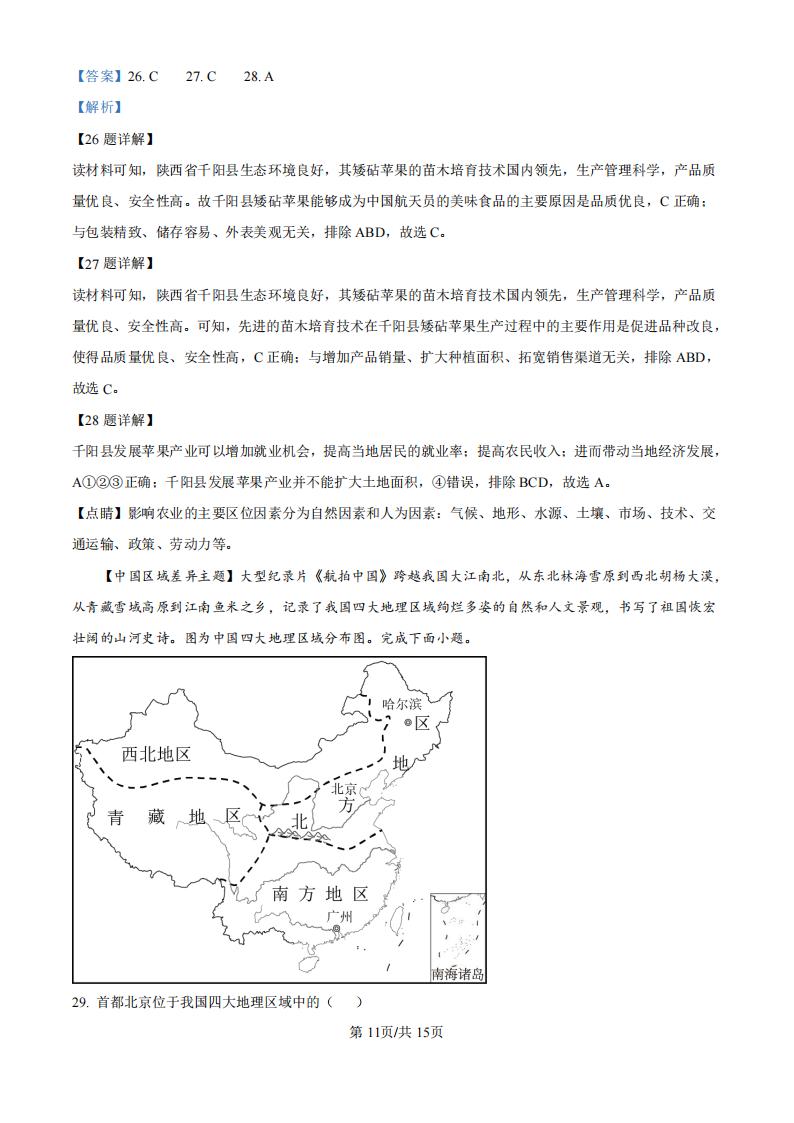 【答案】26. C 27. C 28. A
【解析】
【26 题详解】
读材料可知，陕西省千阳县生态环境良好，其矮砧苹果的苗木培育技术国内领先，生产管理科学，产品质
量优良、安全性高。故千阳县矮砧苹果能够成为中国航天员的美味食品的主要原因是品质优良，C 正确；
与包装精致、储存容易、外表美观无关，排除 ABD，故选 C。
【27 题详解】
读材料可知，陕西省千阳县生态环境良好，其矮砧苹果的苗木培育技术国内领先，生产管理科学，产品质
量优良、安全性高。可知，先进的苗木培育技术在千阳县矮砧苹果生产过程中的主要作用是促进品种改良，
使得品质量优良、安全性高，C 正确；与增加产品销量、扩大种植面积、拓宽销售渠道无关，排除 ABD，
故选 C。
【28 题详解】
千阳县发展苹果产业可以增加就业机会，提高当地居民的就业率；提高农民收入；进而带动当地经济发展，
A①②③正确；千阳县发展苹果产业并不能扩大土地面积，④错误，排除 BCD，故选 A。
【点睛】影响农业的主要区位因素分为自然因素和人为因素：气候、地形、水源、土壤、市场、技术、交
通运输、政策、劳动力等。
【中国区域差异主题】大型纪录片《航拍中国》跨越我国大江南北，从东北林海雪原到西北胡杨大漠，
从青藏雪域高原到江南鱼米之乡，记录了我国四大地理区域绚烂多姿的自然和人文景观，书写了祖国恢宏
壮阔的山河史诗。图为中国四大地理区域分布图。完成下面小题。
哈尔滨
区
西北地区
地
北京
方
青藏地区
北
南方地区
广州
南海诸岛
29. 首都北京位于我国四大地理区域中的（ ）
第 11页/共 15页